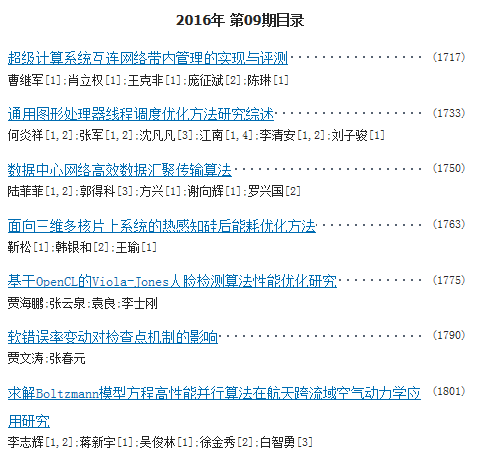 2016年 第09期目录
超级计算系统互连网络带内管理的实现与评测··················(1717)
曹继军[1];肖立权[1];王克非[1];庞征斌[2];陈琳[1]
通用图形处理器线程调度优化方法研究综述····················(1733)
何炎祥[1,2];张军[1,2];沈凡凡[3];江南[1,4];李清安[1,2];刘子骏[1]
数据中心网络高效数据汇聚传输算法··························(1750)
陆菲菲[1,2];郭得科[3];方兴[1];谢向辉[1];罗兴国[2]
面向三维多核片上系统的热感知硅后能耗优化方法··············(1763)
靳松[1];韩银和[2];王瑜[1]
基于OpenCL的Viola-Jones人脸检测算法性能优化研究············(1775)
贾海鹏;张云泉;袁良;李士刚
软错误率变动对检查点机制的影响····························(1790)
贾文涛;张春元
求解Boltzmann模型方程高性能并行算法在航天跨流域空气动力学应 (1801)
用研究
李志辉[1,2];蒋新宇[1];吴俊林[1];徐金秀[2];白智勇[3]